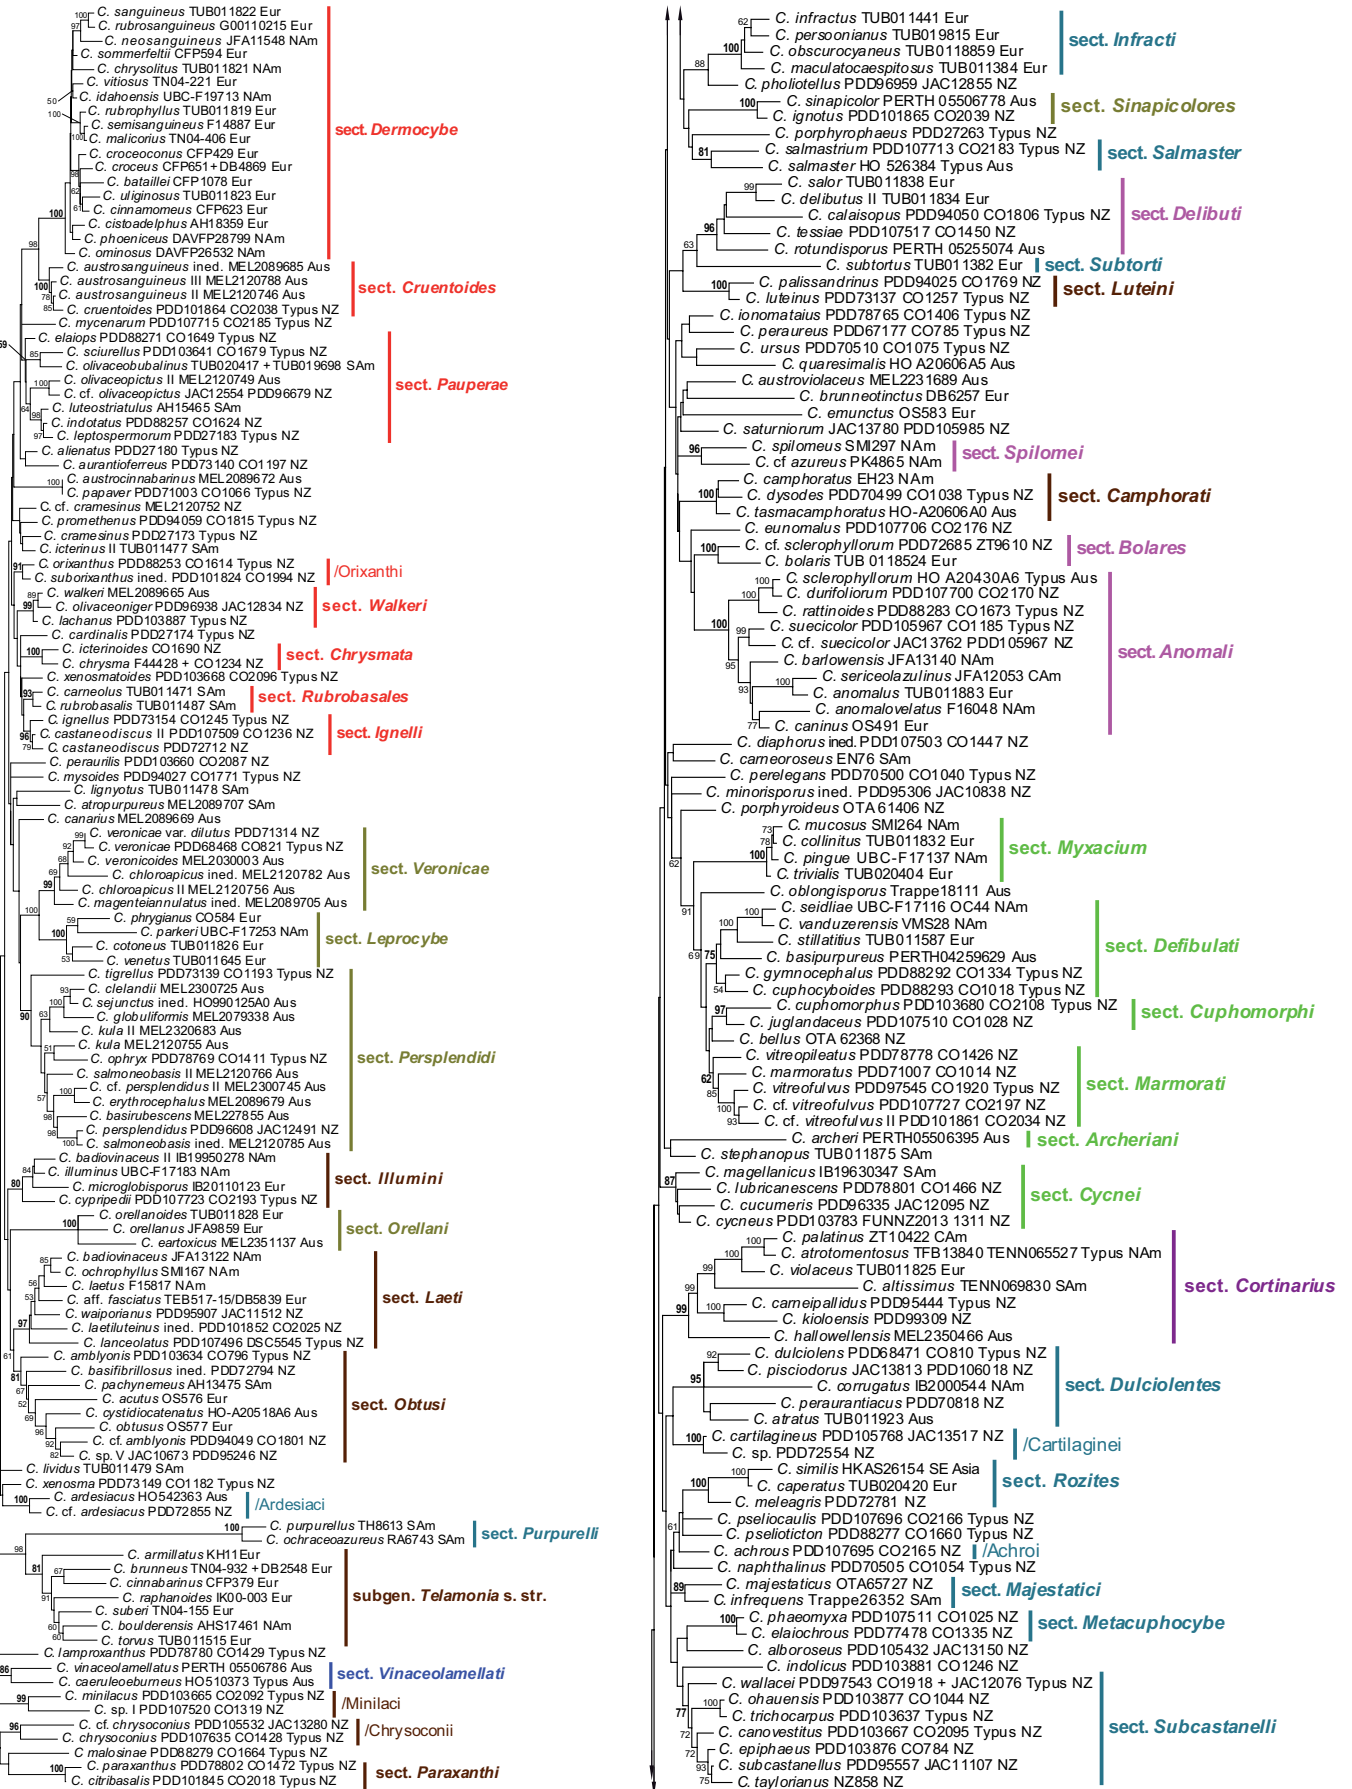 C. sanguineus TUB011822 Eur
C. rubrosanguineus G00110215 Eur
C. neosanguineus JFA11548 NAm
C. sommerfeltii CFP594 Eur
C. chrysolitus TUB011821 NAm
C. vitiosus TN04-221 Eur
C. idahoensis UBC-F19713 NAm
C. rubrophyllus TUB011819 Eur
C. semisanguineus F14887 Eur
C. malicorius TN04-406 Eur
C. croceoconus CFP429 Eur
C. croceus CFP651+DB4869 Eur
C. bataillei CFP1078 Eur
C. uliginosus TUB011823 Eur
C. cinnamomeus CFP623 Eur
C. cistoadelphus AH18359 Eur
C. phoeniceus DAVFP28799 NAm
C. ominosus DAVFP26532 NAm
sect. Dermocybe
C. austrosanguineus ined. MEL2089685 Aus
C. austrosanguineus III MEL2120788 Aus
C. austrosanguineus II MEL2120746 Aus
C. cruentoides PDD101864 CO2038 Typus NZ
sect. Cruentoides
C. mycenarum PDD107715 CO2185 Typus NZ
C. elaiops PDD88271 CO1649 Typus NZ
C. sciurellus PDD103641 CO1679 Typus NZ
C. olivaceobubalinus TUB020417 + TUB019698 SAm
C. olivaceopictus II MEL2120749 Aus
C. cf. olivaceopictus JAC12554 PDD96679 NZ
C. luteostriatulus AH15465 SAm
C. indotatus PDD88257 CO1624 NZ
C. leptospermorum PDD27183 Typus NZ
sect. Pauperae
C. alienatus PDD27180 Typus NZ
C. aurantioferreus PDD73140 CO1197 NZ
C. austrocinnabarinus MEL2089672 Aus
C. papaver PDD71003 CO1066 Typus NZ
C. cf. cramesinus MEL2120752 NZ
C. promethenus PDD94059 CO1815 Typus NZ
C. cramesinus PDD27173 Typus NZ
C. icterinus II TUB011477 SAm
C. orixanthus PDD88253 CO1614 Typus NZ
C. suborixanthus ined. PDD101824 CO1994 NZ
/Orixanthi
C. walkeri MEL2089665 Aus
C. olivaceoniger PDD96938 JAC12834 NZ
C. lachanus PDD103887 Typus NZ
sect. Walkeri
C. cardinalis PDD27174 Typus NZ
C. icterinoides CO1690 NZ
C. chrysma F44428 + CO1234 NZ
sect. Chrysmata
C. xenosmatoides PDD103668 CO2096 Typus NZ
C. carneolus TUB011471 SAm
C. rubrobasalis TUB011487 SAm
sect. Rubrobasales
C. ignellus PDD73154 CO1245 Typus NZ
C. castaneodiscus II PDD107509 CO1236 NZ
C. castaneodiscus PDD72712 NZ
sect. Ignelli
C. peraurilis PDD103660 CO2087 NZ
C. mysoides PDD94027 CO1771 Typus NZ
C. lignyotus TUB011478 SAm
C. atropurpureus MEL2089707 SAm
C. canarius MEL2089669 Aus
C. veronicae var. dilutus PDD71314 NZ
C. veronicae PDD68468 CO821 Typus NZ
C. veronicoides MEL2030003 Aus
C. chloroapicus ined. MEL2120782 Aus
C. chloroapicus II MEL2120756 Aus
C. magenteiannulatus ined. MEL2089705 Aus
sect. Veronicae
C. phrygianus CO584 Eur
C. parkeri UBC-F17253 NAm
C. cotoneus TUB011826 Eur
C. venetus TUB011645 Eur
sect. Leprocybe
C. tigrellus PDD73139 CO1193 Typus NZ
C. clelandii MEL2300725 Aus
C. sejunctus ined. HO990125A0 Aus
C. globuliformis MEL2079338 Aus
C. kula II MEL2320683 Aus
C. kula MEL2120755 Aus
C. ophryx PDD78769 CO1411 Typus NZ
C. salmoneobasis II MEL2120766 Aus
C. cf. persplendidus II MEL2300745 Aus
C. erythrocephalus MEL2089679 Aus
C. basirubescens MEL227855 Aus
C. persplendidus PDD96608 JAC12491 NZ
C. salmoneobasis ined. MEL2120785 Aus
sect. Persplendidi
C. badiovinaceus II IB19950278 NAm
C. illuminus UBC-F17183 NAm
C. microglobisporus IB20110123 Eur
C. cypripedii PDD107723 CO2193 Typus NZ
sect. Illumini
C. orellanoides TUB011828 Eur
C. orellanus JFA9859 Eur
C. eartoxicus MEL2351137 Aus
sect. Orellani
C. badiovinaceus JFA13122 NAm
C. ochrophyllus SMI167 NAm
C. laetus F15817 NAm
C. aff. fasciatus TEB517-15/DB5839 Eur
C. waiporianus PDD95907 JAC11512 NZ
C. laetiluteinus ined. PDD101852 CO2025 NZ
C. lanceolatus PDD107496 DSC5545 Typus NZ
sect. Laeti
C. amblyonis PDD103634 CO796 Typus NZ
C. basifibrillosus ined. PDD72794 NZ
C. pachynemeus AH13475 SAm
C. acutus OS576 Eur
C. cystidiocatenatus HO-A20518A6 Aus
C. obtusus OS577 Eur
C. cf. amblyonis PDD94049 CO1801 NZ
C. sp. V JAC10673 PDD95246 NZ
sect. Obtusi
C. lividus TUB011479 SAm
C. xenosma PDD73149 CO1182 Typus NZ
C. ardesiacus HO542363 Aus
C. cf. ardesiacus PDD72855 NZ
/Ardesiaci
C. purpurellus TH8613 SAm
C. ochraceoazureus RA6743 SAm
sect. Purpurelli
C. armillatus KH11Eur
C. brunneus TN04-932 +DB2548 Eur
C. cinnabarinus CFP379 Eur
C. raphanoides IK00-003 Eur
C. suberi TN04-155 Eur
C. boulderensis AHS17461 NAm
C. torvus TUB011515 Eur
subgen. Telamonia s. str.
C. lamproxanthus PDD78780 CO1429 Typus NZ
C. vinaceolamellatus PERTH 05506786 Aus
C. caeruleoeburneus HO510373 Typus Aus
sect. Vinaceolamellati
C. minilacus PDD103665 CO2092 Typus NZ
C. sp. I PDD107520 CO1319 NZ
/Minilaci
C. cf. chrysoconius PDD105532 JAC13280 NZ
C. chrysoconius PDD107635 CO1428 Typus NZ
/Chrysoconii
C. malosinae PDD88279 CO1664 Typus NZ
C. paraxanthus PDD78802 CO1472 Typus NZ
C. citribasalis PDD101845 CO2018 Typus NZ
sect. Paraxanthi
C. infractus TUB011441 Eur
C. persoonianus TUB019815 Eur
C. obscurocyaneus TUB0118859 Eur
C. maculatocaespitosus TUB011384 Eur
sect. Infracti
C. pholiotellus PDD96959 JAC12855 NZ
C. sinapicolor PERTH 05506778 Aus
C. ignotus PDD101865 CO2039 NZ
sect. Sinapicolores
C. porphyrophaeus PDD27263 Typus NZ
C. salmastrium PDD107713 CO2183 Typus NZ
C. salmaster HO 526384 Typus Aus
sect. Salmaster
C. salor TUB011838 Eur
C. delibutus II TUB011834 Eur
C. calaisopus PDD94050 CO1806 Typus NZ
C. tessiae PDD107517 CO1450 NZ
C. rotundisporus PERTH 05255074 Aus
sect. Delibuti
C. subtortus TUB011382 Eur
sect. Subtorti
C. palissandrinus PDD94025 CO1769 NZ
C. luteinus PDD73137 CO1257 Typus NZ
sect. Luteini
C. ionomataius PDD78765 CO1406 Typus NZ
C. peraureus PDD67177 CO785 Typus NZ
C. ursus PDD70510 CO1075 Typus NZ
C. quaresimalis HO A20606A5 Aus
C. austroviolaceus MEL2231689 Aus
C. brunneotinctus DB6257 Eur
C. emunctus OS583 Eur
C. saturniorum JAC13780 PDD105985 NZ
C. spilomeus SMI297 NAm
C. cf azureus PK4865 NAm
sect. Spilomei
C. camphoratus EH23 NAm
C. dysodes PDD70499 CO1038 Typus NZ
C. tasmacamphoratus HO-A20606A0 Aus
sect. Camphorati
C. eunomalus PDD107706 CO2176 NZ
C. cf. sclerophyllorum PDD72685 ZT9610 NZ
C. bolaris TUB 0118524 Eur
sect. Bolares
C. sclerophyllorum HO A20430A6 Typus Aus
C. durifoliorum PDD107700 CO2170 NZ
C. rattinoides PDD88283 CO1673 Typus NZ
C. suecicolor PDD105967 CO1185 Typus NZ
C. cf. suecicolor JAC13762 PDD105967 NZ
C. barlowensis JFA13140 NAm
C. sericeolazulinus JFA12053 CAm
C. anomalus TUB011883 Eur
C. anomalovelatus F16048 NAm
C. caninus OS491 Eur
sect. Anomali
C. diaphorus ined. PDD107503 CO1447 NZ
C. carneoroseus EN76 SAm
C. perelegans PDD70500 CO1040 Typus NZ
C. minorisporus ined. PDD95306 JAC10838 NZ
C. porphyroideus OTA 61406 NZ
C. mucosus SMI264 NAm
C. collinitus TUB011832 Eur
C. pingue UBC-F17137 NAm
C. trivialis TUB020404 Eur
sect. Myxacium
C. oblongisporus Trappe18111 Aus
C. seidliae UBC-F17116 OC44 NAm
C. vanduzerensis VMS28 NAm
C. stillatitius TUB011587 Eur
C. basipurpureus PERTH04259629 Aus
C. gymnocephalus PDD88292 CO1334 Typus NZ
C. cuphocyboides PDD88293 CO1018 Typus NZ
sect. Defibulati
C. cuphomorphus PDD103680 CO2108 Typus NZ
C. juglandaceus PDD107510 CO1028 NZ
sect. Cuphomorphi
C. bellus OTA 62368 NZ
C. vitreopileatus PDD78778 CO1426 NZ
C. marmoratus PDD71007 CO1014 NZ
C. vitreofulvus PDD97545 CO1920 Typus NZ
C. cf. vitreofulvus PDD107727 CO2197 NZ
C. cf. vitreofulvus II PDD101861 CO2034 NZ
sect. Marmorati
C. archeri PERTH05506395 Aus
sect. Archeriani
C. stephanopus TUB011875 SAm
C. magellanicus IB19630347 SAm
C. lubricanescens PDD78801 CO1466 NZ
C. cucumeris PDD96335 JAC12095 NZ
C. cycneus PDD103783 FUNNZ2013 1311 NZ
sect. Cycnei
C. palatinus ZT10422 CAm
C. atrotomentosus TFB13840 TENN065527 Typus NAm
C. violaceus TUB011825 Eur
C. altissimus TENN069830 SAm
C. carneipallidus PDD95444 Typus NZ
C. kioloensis PDD99309 NZ
C. hallowellensis MEL2350466 Aus
sect. Cortinarius
C. dulciolens PDD68471 CO810 Typus NZ
C. pisciodorus JAC13813 PDD106018 NZ
C. corrugatus IB2000544 NAm
C. peraurantiacus PDD70818 NZ
C. atratus TUB011923 Aus
sect. Dulciolentes
C. cartilagineus PDD105768 JAC13517 NZ
C. sp. PDD72554 NZ
/Cartilaginei
C. similis HKAS26154 SE Asia
C. caperatus TUB020420 Eur
C. meleagris PDD72781 NZ
sect. Rozites
C. pseliocaulis PDD107696 CO2166 Typus NZ
C. pselioticton PDD88277 CO1660 Typus NZ
C. achrous PDD107695 CO2165 NZ
/Achroi
C. naphthalinus PDD70505 CO1054 Typus NZ
C. majestaticus OTA65727 NZ
C. infrequens Trappe26352 SAm
sect. Majestatici
C. phaeomyxa PDD107511 CO1025 NZ
C. elaiochrous PDD77478 CO1335 NZ
sect. Metacuphocybe
C. alboroseus PDD105432 JAC13150 NZ
C. indolicus PDD103881 CO1246 NZ
C. wallacei PDD97543 CO1918 + JAC12076 Typus NZ
C. ohauensis PDD103877 CO1044 NZ
C. trichocarpus PDD103637 Typus NZ
C. canovestitus PDD103667 CO2095 Typus NZ
C. epiphaeus PDD103876 CO784 NZ
C. subcastanellus PDD95557 JAC11107 NZ
C. taylorianus NZ858 NZ
sect. Subcastanelli